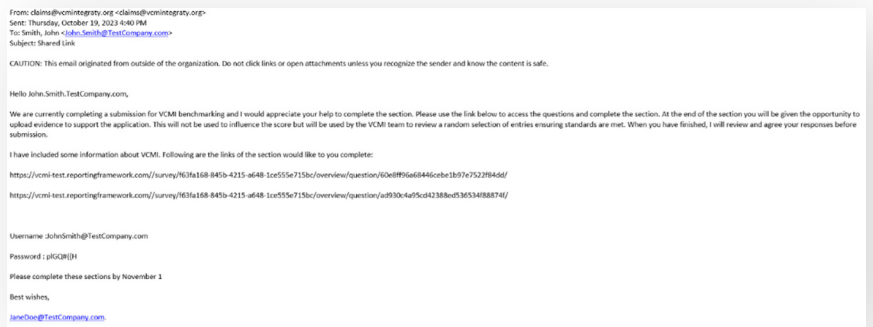 From: claims@vcmintegraty.org <claims@vcmintegraty.org>
Sent: Thursday, October 19, 2023 4:40 PM
To: Smith, John <John.Smith@TestCompany.com>
Subject: Shared Link
CAUTION: This email originated from outside of the organization. Do not click links or open attachments unless you recognize the sender and know the content is safe.
Hello John.Smith.TestCompany.com,
We are currently completing a submission for VCMI benchmarking and I would appreciate your help to complete the section. Please use the link below to access the questions and complete the section. At the end of the section you will be given the opportunity to
upload evidence to support the application. This will not be used to influence the score but will be used by the VCMI team to review a random selection of entries ensuring standards are met. When you have finished, I will review and agree your responses before
submission.
I have included some information about VCMI. Following are the links of the section would like to you complete:
https://vcmi-test.reportingframework.com//survey/f63fa168-845b-4215-a648-1ce555e715bc/overview/question/60e8ff96a68446cebe1b97e7522f84dd/
https://vcmi-test.reportingframework.com//survey/f63fa168-845b-4215-a648-1ce555e715bc/overview/question/ad930c4a95cd42388ed536534f88874f/
Username :JohnSmith@TestCompany.com
Password : plGQ#({H
Please complete these sections by November 1
Best wishes,
JaneDoe@TestCompany.com.